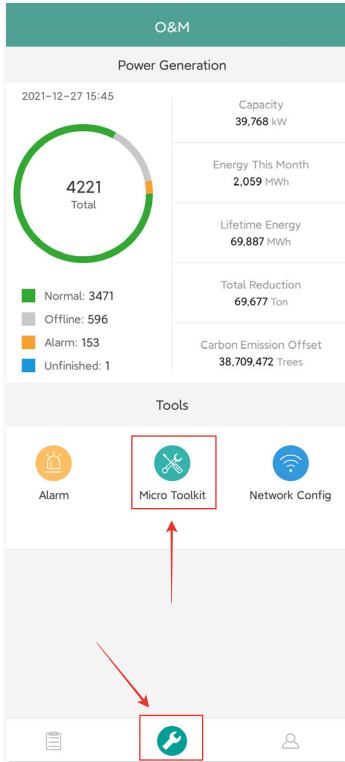 O&M
Power Generation
2021-12-27 15:45
4221
Total
Normal: 3471
Offline: 596
Alarm: 153
Unfinished: 1
Capacity
39,768 kW
Energy This Month
2,059 MWh
Lifetime Energy
69,887 MWh
Total Reduction
69,677 Ton
Carbon Emission Offset
38,709,472 Trees
Tools
Alarm
Micro Toolkit
Network Config